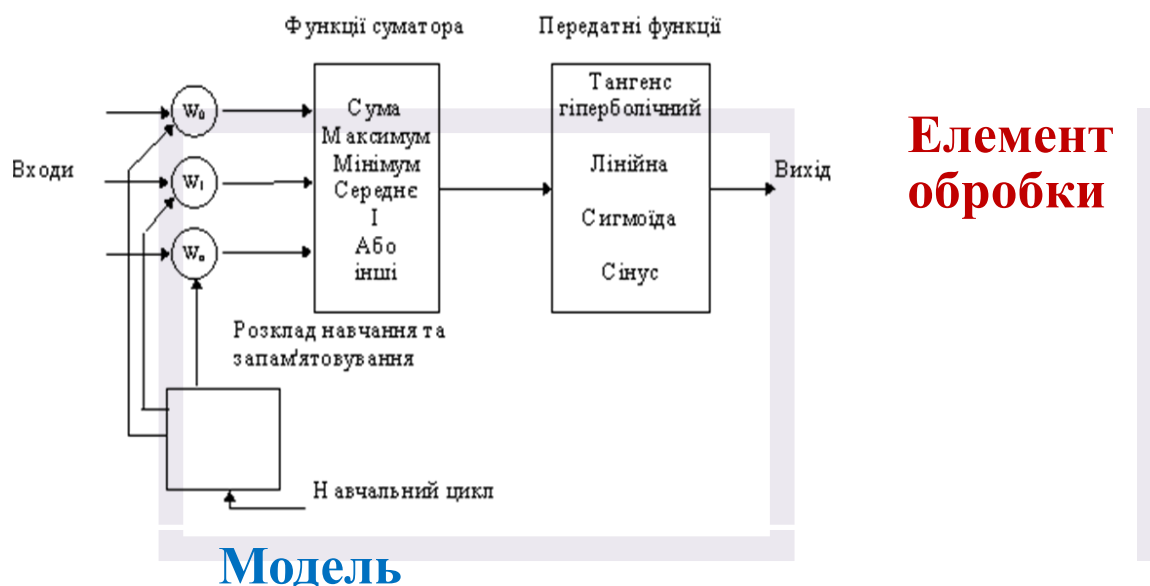 Функції суматора
Передатні функції
Входи
W₀
W₁
Wₙ
Сума
Максимум
Мінімум
Середнє
І
Або
інші
Тангенс
гіперболічний
Лінійна
Сигмоїда
Сінус
Вихід
Елемент
обробки
Розклад навчання та
запам'ятовування
Навчальний цикл
Модель